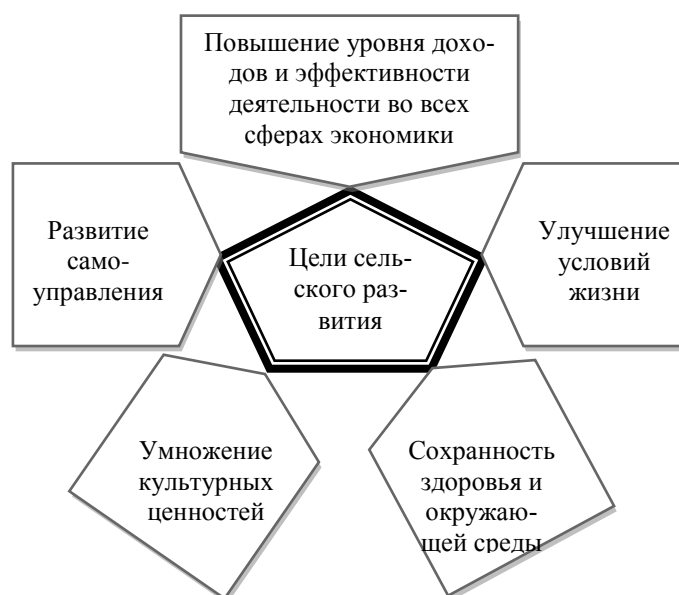 Повышение уровня дохо-
дов и эффективности
деятельности во всех
сферах экономики
Развитие
само-
управления
Цели сель-
ского раз-
вития
Улучшение
условий
жизни
Умножение
культурных
ценностей
Сохранность
здоровья и
окружаю-
щей среды